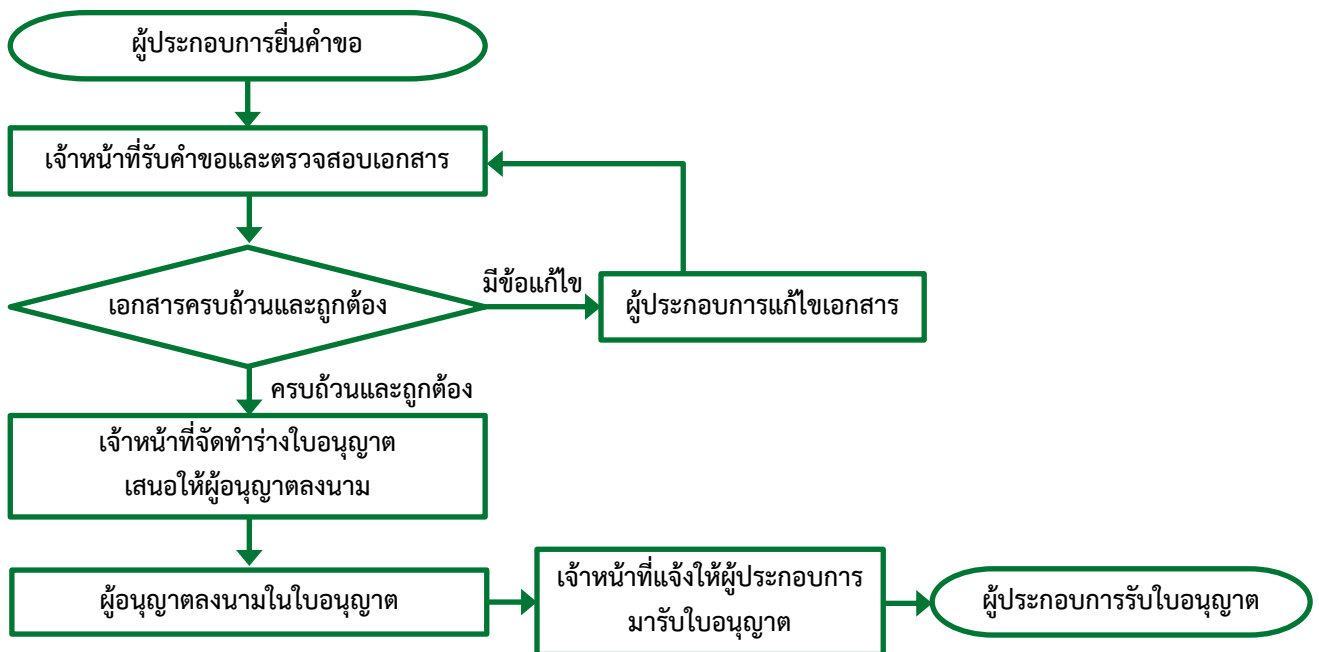 ผู้ประกอบการยื่นคำขอ
เจ้าหน้าที่รับคำขอและตรวจสอบเอกสาร
เอกสารครบถ้วนและถูกต้อง
มีข้อแก้ไข
ผู้ประกอบการแก้ไขเอกสาร
ครบถ้วนและถูกต้อง
เจ้าหน้าที่จัดทำร่างใบอนุญาต
เสนอให้ผู้อนุญาตลงนาม
ผู้อนุญาตลงนามในใบอนุญาต
เจ้าหน้าที่แจ้งให้ผู้ประกอบการ
มารับใบอนุญาต
ผู้ประกอบการรับใบอนุญาต